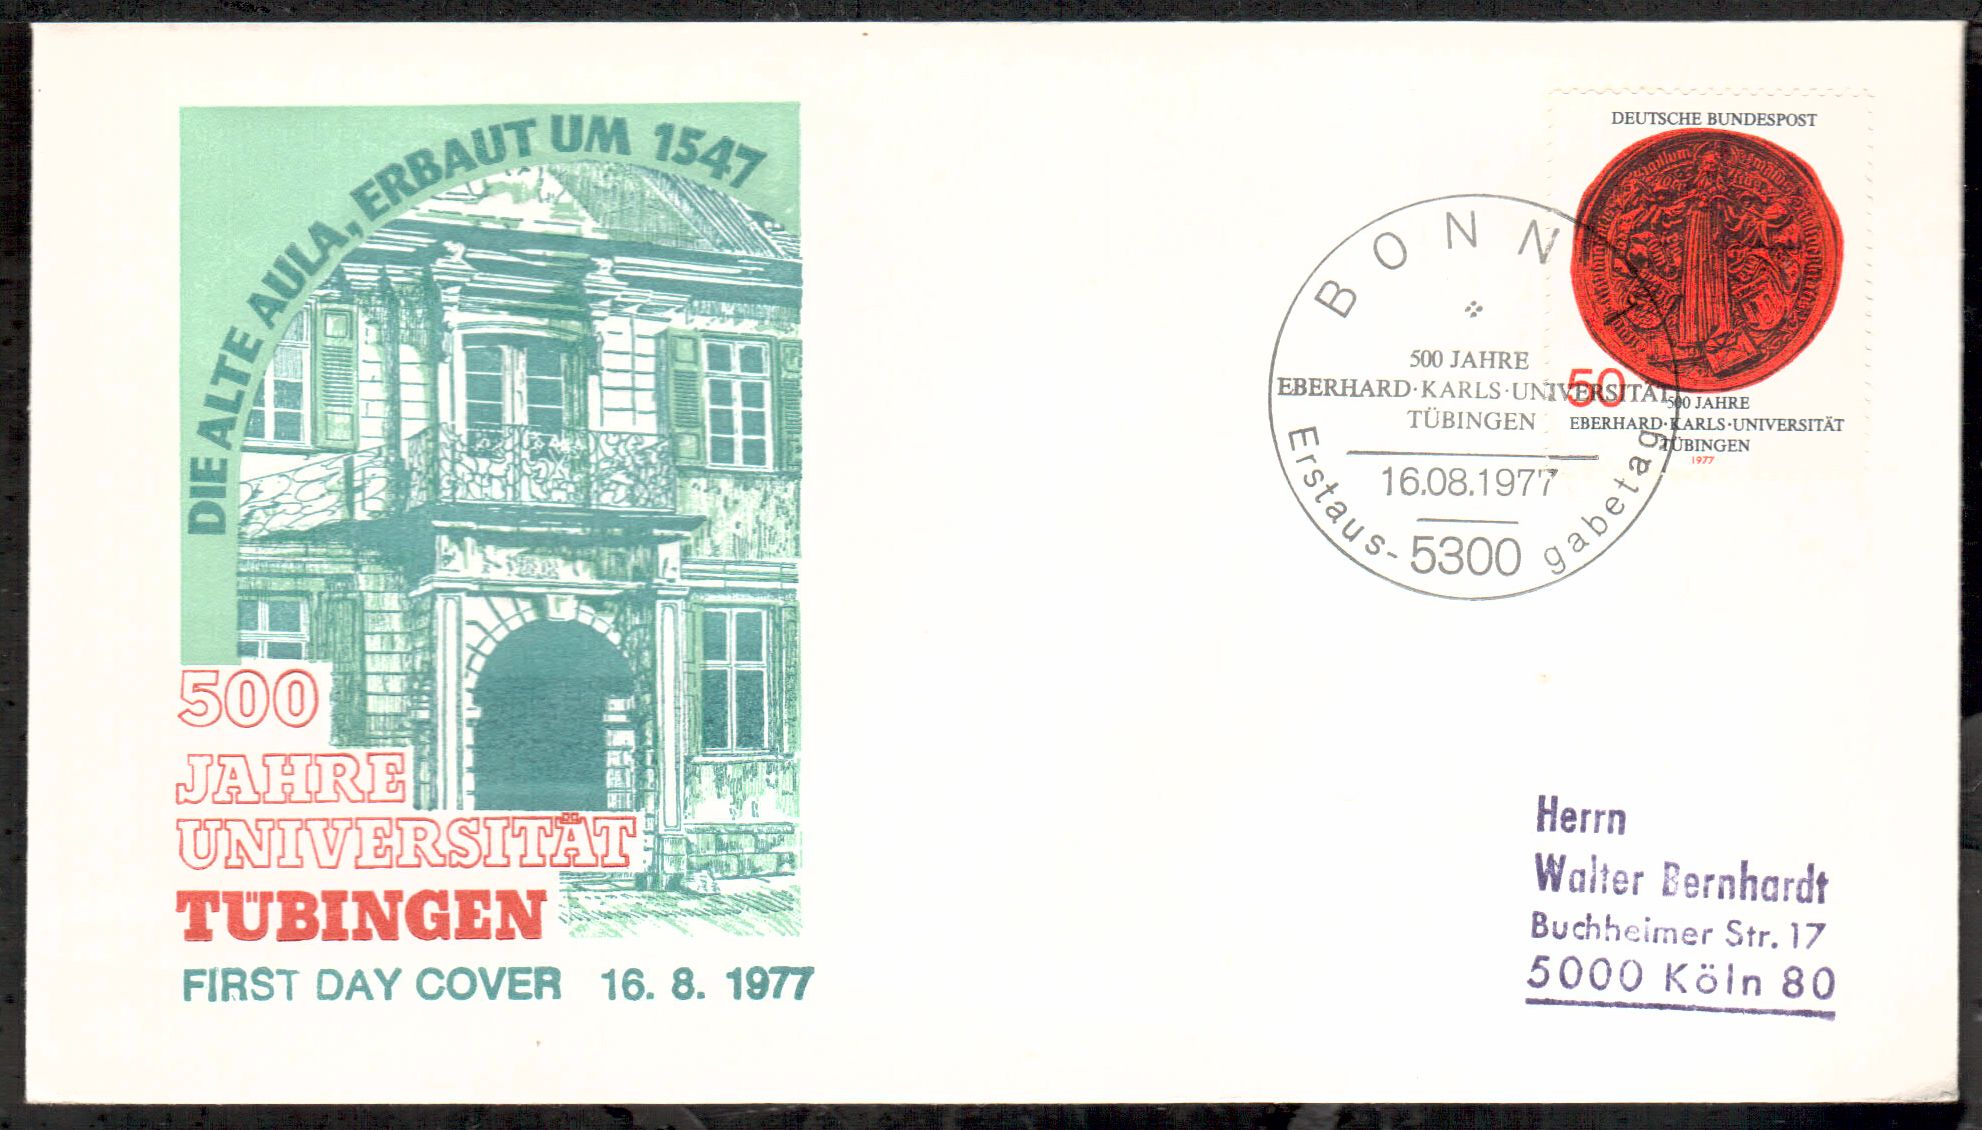 DIE ALTE AULA, ERBAUT UM 1547
500
JAHRE
UNIVERSITÄT
TÜBINGEN
FIRST DAY COVER 16. 8. 1977
DEUTSCHE BUNDESPOST
50
500 JAHRE
EBERHARD·KARLS·UNIVERSITÄT
TÜBINGEN
1977
BONN
500 JAHRE
EBERHARD·KARLS·UNIVERSITÄT
TÜBINGEN
16.08.1977
5300
Erstaus- gabetag
Herrn
Walter Bernhardt
Buchheimer Str. 17
5000 Köln 80